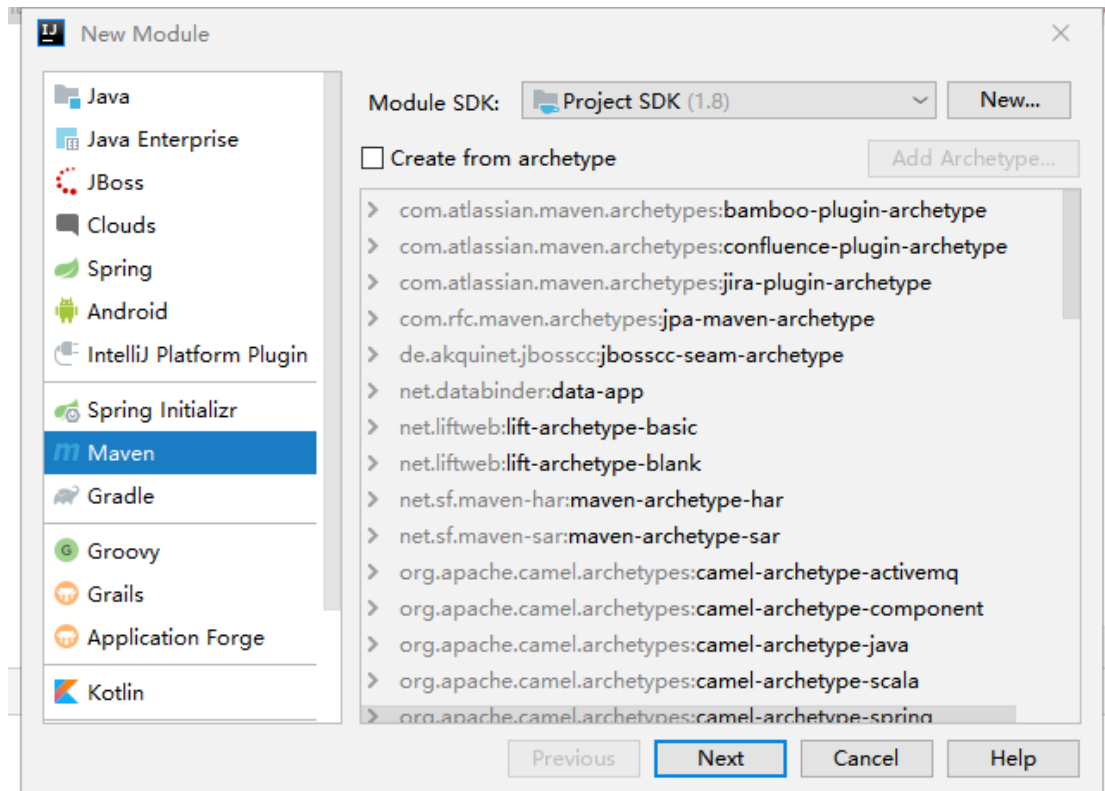 New Module
Java
Java Enterprise
JBoss
Clouds
Spring
Android
IntelliJ Platform Plugin
Spring Initializr
Maven
Gradle
Groovy
Grails
Application Forge
Kotlin
Module SDK: Project SDK (1.8) New...
Create from archetype Add Archetype...
com.atlassian.maven.archetypes:bamboo-plugin-archetype
com.atlassian.maven.archetypes:confluence-plugin-archetype
com.atlassian.maven.archetypes:jira-plugin-archetype
com.rfc.maven.archetypes:jpa-maven-archetype
de.akquinet.jbosscc:jbosscc-seam-archetype
net.databinder:data-app
net.liftweb:lift-archetype-basic
net.liftweb:lift-archetype-blank
net.sf.maven-har:maven-archetype-har
net.sf.maven-sar:maven-archetype-sar
org.apache.camel.archetypes:camel-archetype-activemq
org.apache.camel.archetypes:camel-archetype-component
org.apache.camel.archetypes:camel-archetype-java
org.apache.camel.archetypes:camel-archetype-scala
org.apache.camel.archetypes:camel-archetype-spring
Previous Next Cancel Help